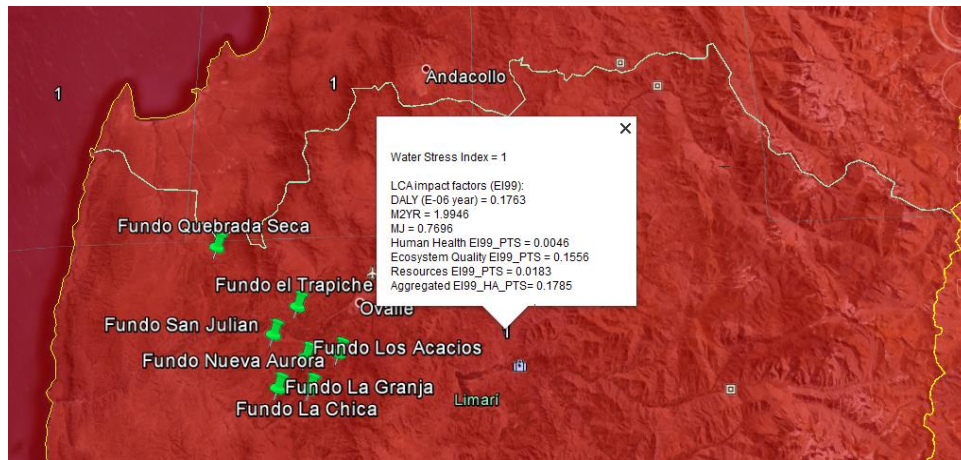 Andacollo
1
1
Water Stress Index = 1
LCA impact factors (EI99):
DALY (E-06 year) = 0.1763
M2YR = 1.9946
MJ = 0.7696
Human Health EI99_PTS = 0.0046
Ecosystem Quality EI99_PTS = 0.1556
Resources EI99_PTS = 0.0183
Aggregated EI99_HA_PTS= 0.1785
Fundo Quebrada Seca
Fundo el Trapiche
Ovalle
Fundo San Julian
1
Fundo Los Acacios
Fundo Nueva Aurora
Fundo La Granja
Limarí
Fundo La Chica